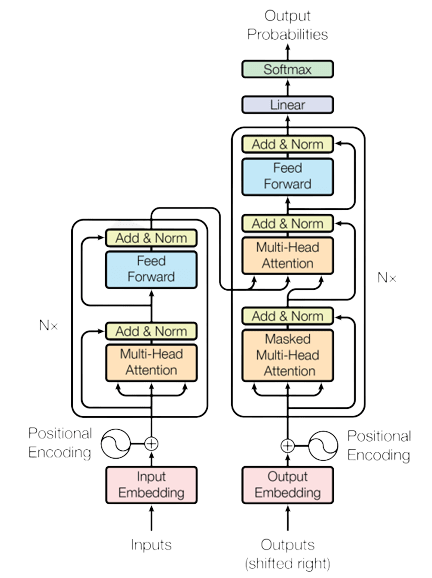 Output
Probabilities
Softmax
Linear
Add & Norm
Feed
Forward
Add & Norm
Multi-Head
Attention
Add & Norm
Masked
Multi-Head
Attention
N×
Add & Norm
Feed
Forward
N×
Add & Norm
Multi-Head
Attention
Positional
Encoding
Positional
Encoding
Input
Embedding
Output
Embedding
Inputs
Outputs
(shifted right)